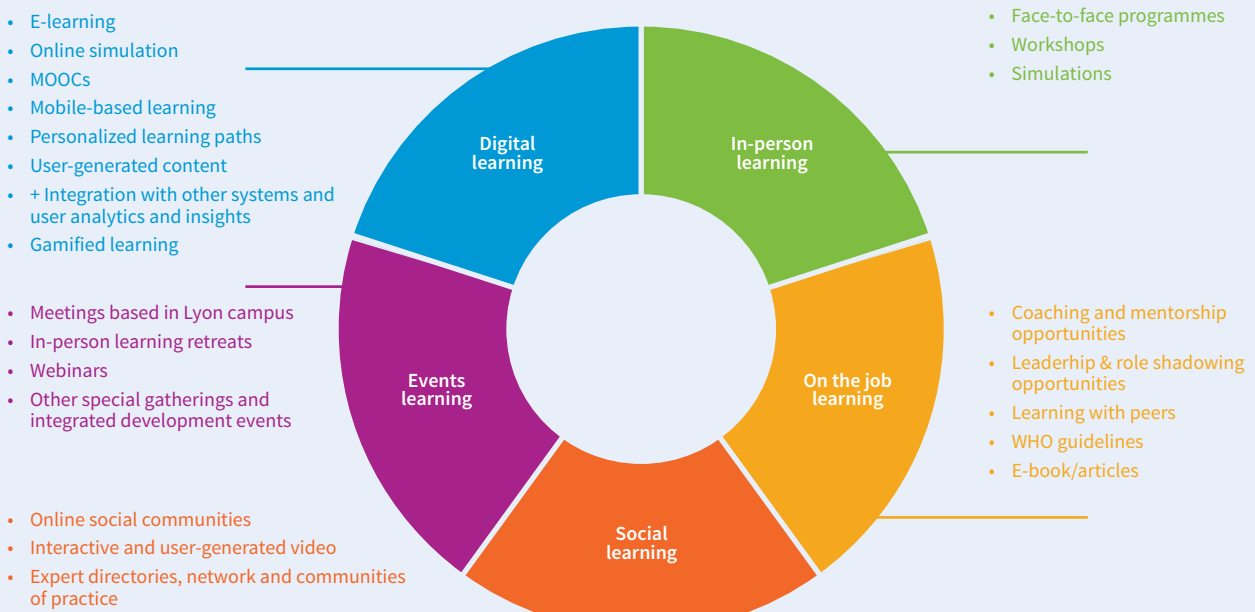 • E-learning
• Online simulation
• MOOCs
• Mobile-based learning
• Personalized learning paths
• User-generated content
• + Integration with other systems and
user analytics and insights
• Gamified learning
• Face-to-face programmes
• Workshops
• Simulations
Digital
learning
In-person
learning
• Meetings based in Lyon campus
• In-person learning retreats
• Webinars
• Other special gatherings and
integrated development events
Events
learning
On the job
learning
• Coaching and mentorship
opportunities
• Leaderhip & role shadowing
opportunities
• Learning with peers
• WHO guidelines
• E-book/articles
• Online social communities
• Interactive and user-generated video
• Expert directories, network and communities
of practice
Social
learning